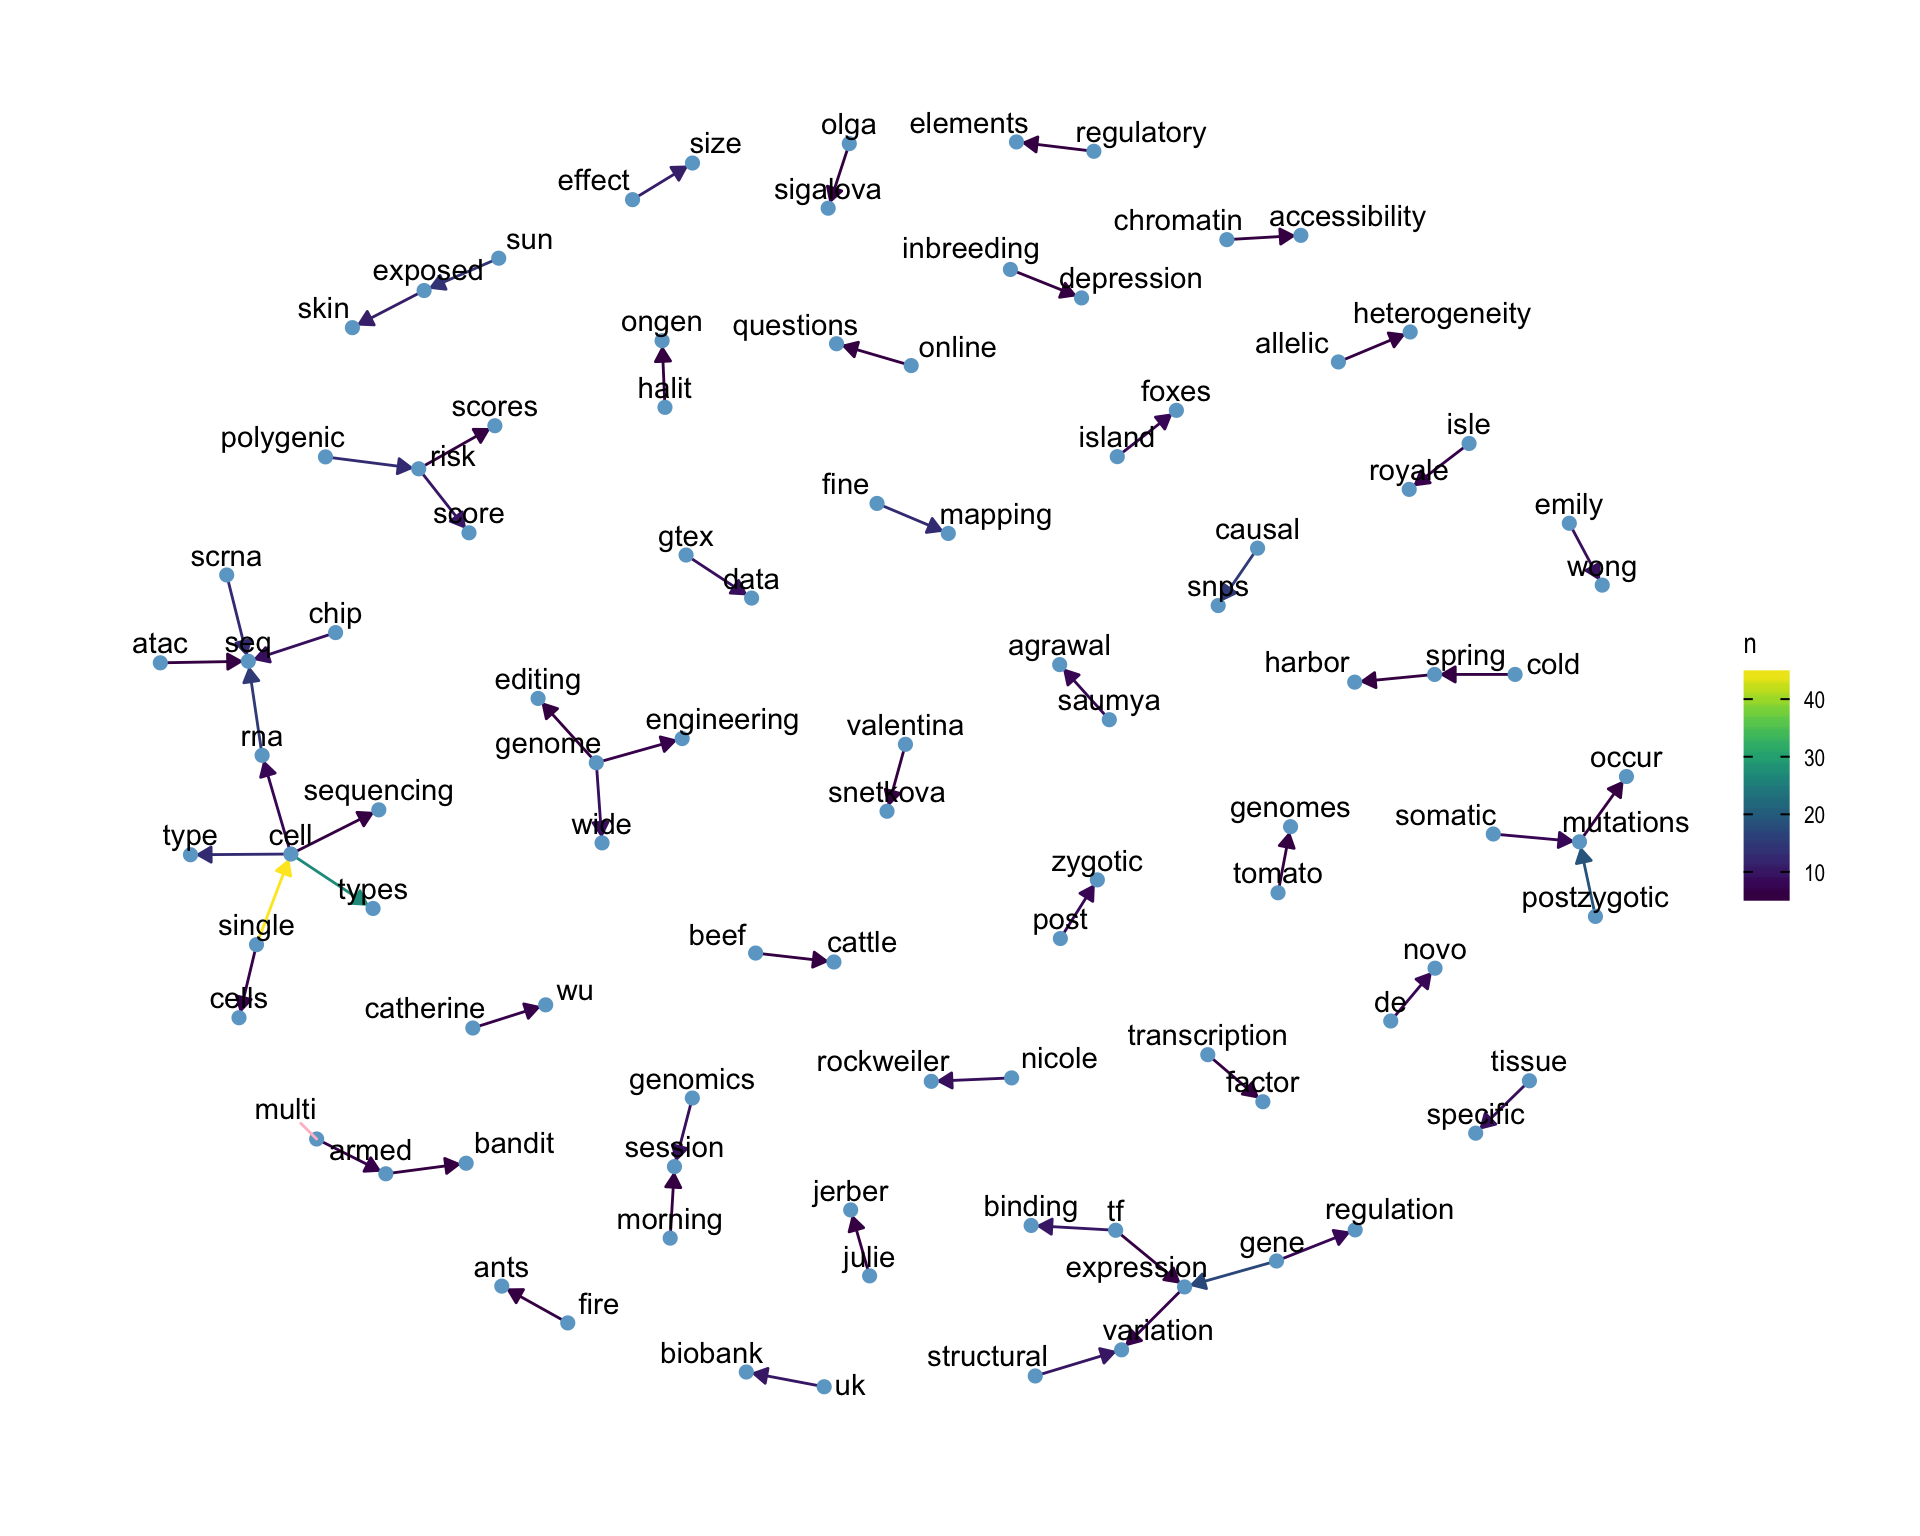 olga
elements
regulatory
size
effect
sigalova
chromatin
accessibility
sun
inbreeding
exposed
depression
skin
ongen
questions
online
heterogeneity
allelic
halit
foxes
scores
polygenic
risk
island
isle
royale
fine
mapping
score
emily
gtex
causal
scrna
data
snps
wong
chip
atac
seq
agrawal
harbor
spring
cold
n
editing
saumya
engineering
genome
valentina
rna
40
occur
30
sequencing
snetkova
genomes
somatic
mutations
20
type
cell
wide
zygotic
tomato
10
types
postzygotic
single
post
beef
cattle
novo
cells
catherine
wu
de
transcription
rockweiler
nicole
tissue
genomics
factor
multi
specific
armed
bandit
session
jerber
binding
tf
regulation
morning
gene
julie
expression
ants
fire
variation
biobank
structural
uk